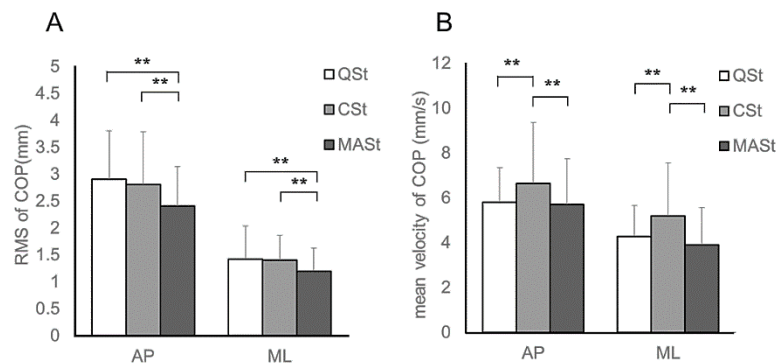 A
RMS of COP(mm)
5
4.5
4
3.5
3
2.5
2
1.5
1
0.5
0
**
**
**
**
QSt
CSt
MASt
AP
ML
B
mean velocity of COP (mm/s)
12
10
8
6
4
2
0
**
**
**
**
QSt
CSt
MASt
AP
ML